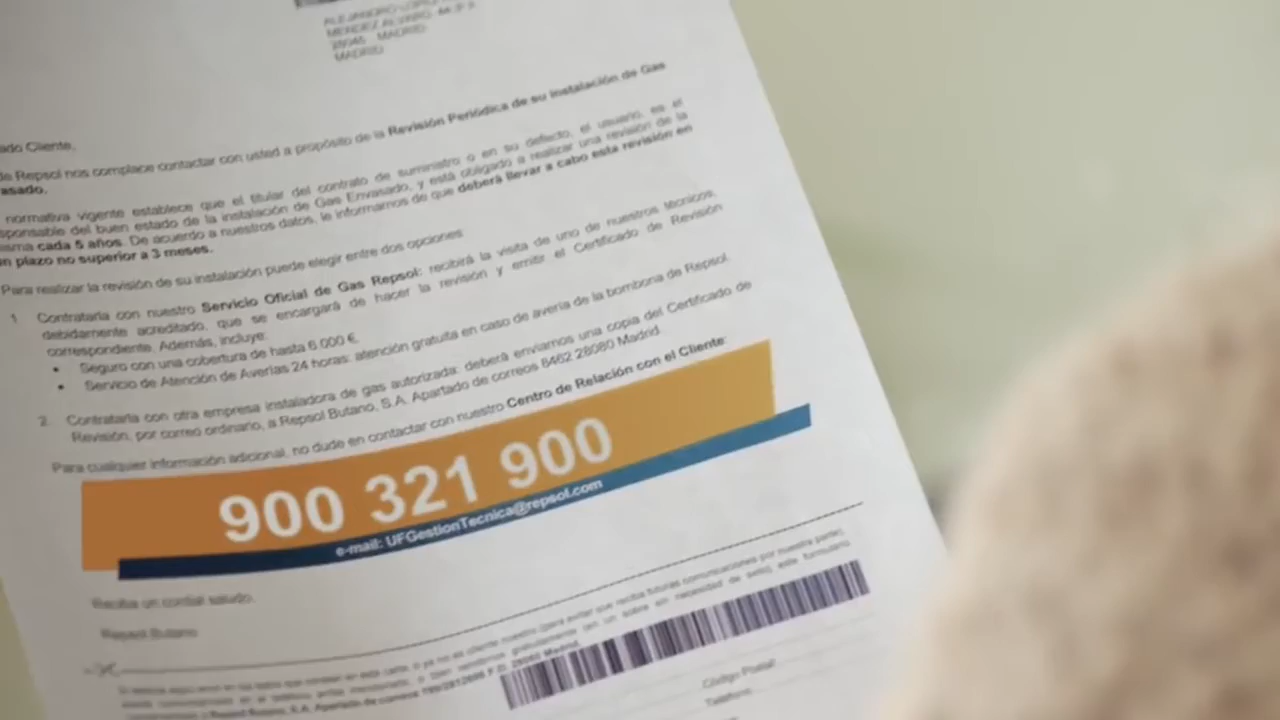 MENDEZ ALVARO
28045 MADRID
MADRID
ado Cliente,
de Repsol nos complace contactar con usted a propósito de la Revisión Periódica de su Instalación de Gas
asado.
normativa vigente establece que el titular del contrato de suministro o en su defecto, el usuario, es el
sponsable del buen estado de la instalación de Gas Envasado, y está obligado a realizar una revisión de la
isma cada 5 años. De acuerdo a nuestros datos, le informamos de que deberá llevar a cabo esta revisión en
un plazo no superior a 3 meses.
Para realizar la revisión de su instalación puede elegir entre dos opciones:
1. Contratarla con nuestro Servicio Oficial de Gas Repsol: recibirá la visita de uno de nuestros técnicos,
debidamente acreditado, que se encargará de hacer la revisión y emitir el Certificado de Revisión
correspondiente. Además, incluye:
• Seguro con una cobertura de hasta 6.000 €.
• Servicio de Atención de Averías 24 horas: atención gratuita en caso de avería de la bombona de Repsol.
2. Contratarla con otra empresa instaladora de gas autorizada: deberá enviarnos una copia del Certificado de
Revisión, por correo ordinario, a Repsol Butano, S.A. Apartado de correos 6462 28080 Madrid.
Para cualquier información adicional, no dude en contactar con nuestro Centro de Relación con el Cliente:
900 321 900
e-mail: UFGestionTecnica@repsol.com
Reciba un cordial saludo.
Repsol Butano
Código Postal
Teléfono